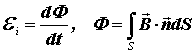 ℰᵢ = dΦ/dt, Φ = ∫_S B⃗ · n⃗ dS